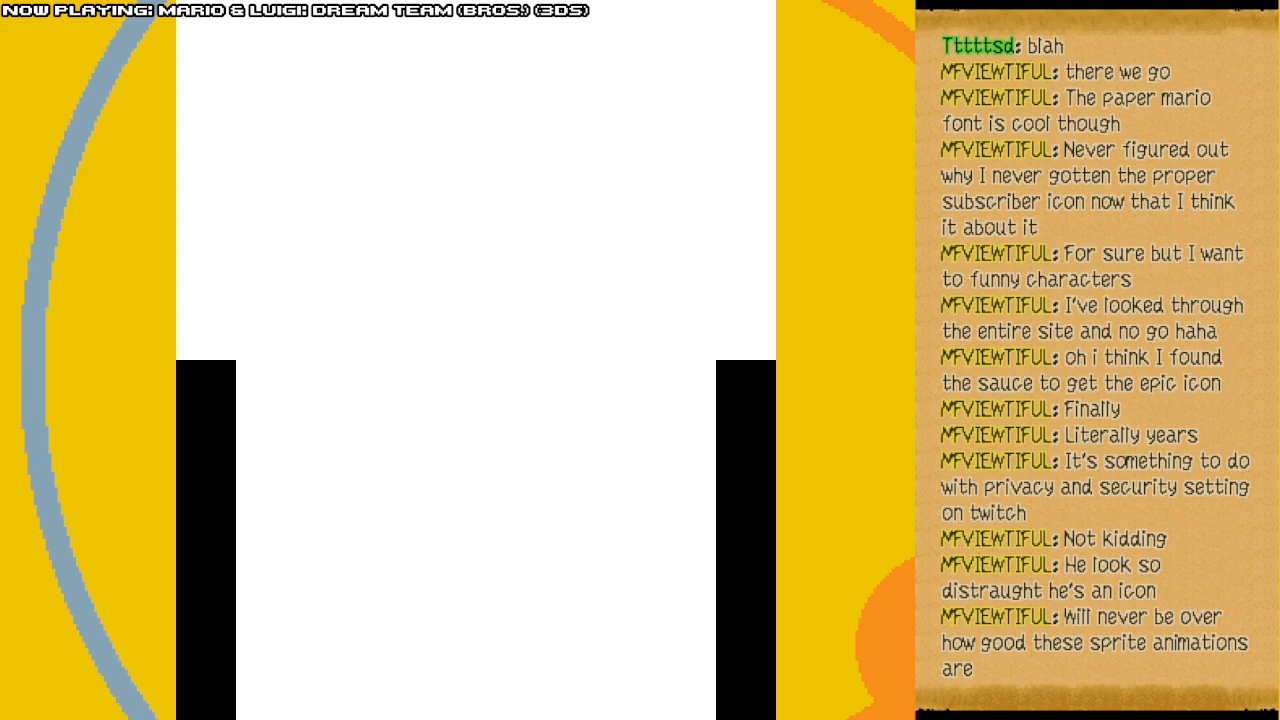 NOW PLAYING: MARIO & LUIGI: DREAM TEAM (BROS.) (3DS)
Tttttsd: blah
MFVIEWTIFUL: there we go
MFVIEWTIFUL: The paper mario
font is cool though
MFVIEWTIFUL: Never figured out
why I never gotten the proper
subscriber icon now that I think
it about it
MFVIEWTIFUL: For sure but I want
to funny characters
MFVIEWTIFUL: I've looked through
the entire site and no go haha
MFVIEWTIFUL: oh i think I found
the sauce to get the epic icon
MFVIEWTIFUL: Finally
MFVIEWTIFUL: Literally years
MFVIEWTIFUL: It's something to do
with privacy and security setting
on twitch
MFVIEWTIFUL: Not kidding
MFVIEWTIFUL: He look so
distraught he's an icon
MFVIEWTIFUL: Will never be over
how good these sprite animations
are